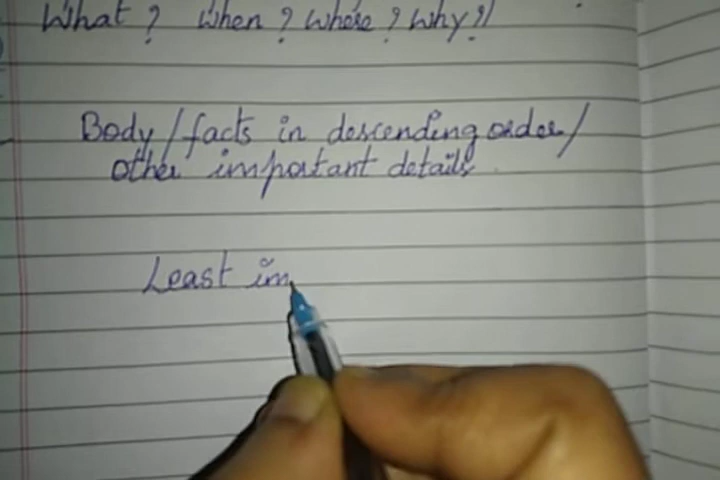 What? When? Where? Why?
Body/facts in descending order/
other important details
Least im